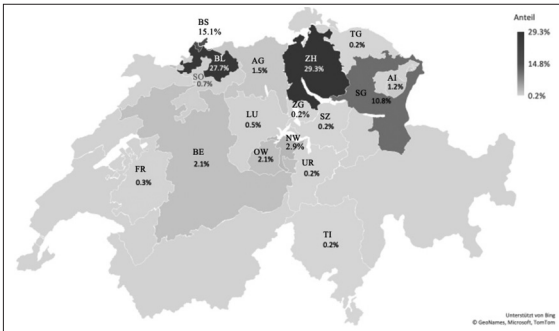 Anteil
29.3%
14.8%
0.2%
BS
15.1%
BL
27.7%
SO
0.7%
AG
1.5%
ZH
29.3%
TG
0.2%
AI
1.2%
SG
10.8%
ZG
0.2%
SZ
0.2%
LU
0.5%
NW
2.9%
OW
2.1%
BE
2.1%
UR
0.2%
FR
0.3%
TI
0.2%
Unterstützt von Bing
© GeoNames, Microsoft, TomTom